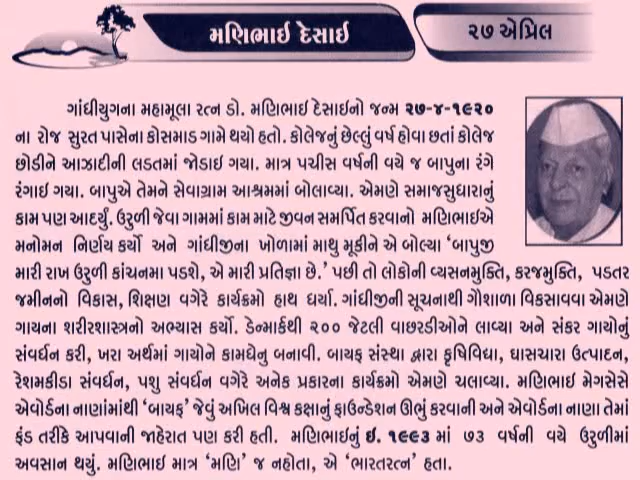 મણિભાઈ દેસાઈ
૨૭ એપ્રિલ
ગાંધીયુગના મહામૂલા રત્ન ડો. મણિભાઈ દેસાઈનો જન્મ ૨૭-૪-૧૯૨૦
ના રોજ સુરત પાસેના કોસમાડ ગામે થયો હતો. કોલેજનું છેલ્લું વર્ષ હોવા છતાં કોલેજ
છોડીને આઝાદીની લડતમાં જોડાઈ ગયા. માત્ર પચીસ વર્ષની વયે જ બાપુના રંગે
રંગાઈ ગયા. બાપુએ તેમને સેવાગ્રામ આશ્રમમાં બોલાવ્યા. એમણે સમાજસુધારાનું
કામ પણ આદર્યું. ઉરુળી જેવા ગામમાં કામ માટે જીવન સમર્પિત કરવાનો મણિભાઈએ
મનોમન નિર્ણય કર્યો અને ગાંધીજીના ખોળામાં માથુ મૂકીને એ બોલ્યા ‘બાપુજી
મારી રાખ ઉરુળી કાંચનમા પડશે, એ મારી પ્રતિજ્ઞા છે.’ પછી તો લોકોની વ્યસનમુક્તિ, કરજમુક્તિ, પડતર
જમીનનો વિકાસ, શિક્ષણ વગેરે કાર્યક્રમો હાથ ધર્યા. ગાંધીજીની સૂચનાથી ગૌશાળા વિકસાવવા એમણે
ગાયના શરીરશાસ્ત્રનો અભ્યાસ કર્યો. ડેન્માર્કથી ૨૦૦ જેટલી વાછરડીઓને લાવ્યા અને સંકર ગાયોનું
સંવર્ધન કરી, ખરા અર્થમાં ગાયોને કામધેનુ બનાવી. બાયફ સંસ્થા દ્વારા કૃષિવિદ્યા, ઘાસચારા ઉત્પાદન,
રેશમકીડા સંવર્ધન, પશુ સંવર્ધન વગેરે અનેક પ્રકારના કાર્યક્રમો એમણે ચલાવ્યા. મણિભાઈ મેગસેસે
એવોર્ડના નાણાંમાંથી ‘બાયફ’ જેવું અખિલ વિશ્વ કક્ષાનું ફાઉન્ડેશન ઊભું કરવાની અને એવોર્ડના નાણા તેમાં
ફંડ તરીકે આપવાની જાહેરાત પણ કરી હતી. મણિભાઈનું ઇ. ૧૯૯૩ માં ૭૩ વર્ષની વયે ઉરુળીમાં
અવસાન થયું. મણિભાઈ માત્ર ‘મણિ’ જ નહોતા, એ ‘ભારતરત્ન’ હતા.